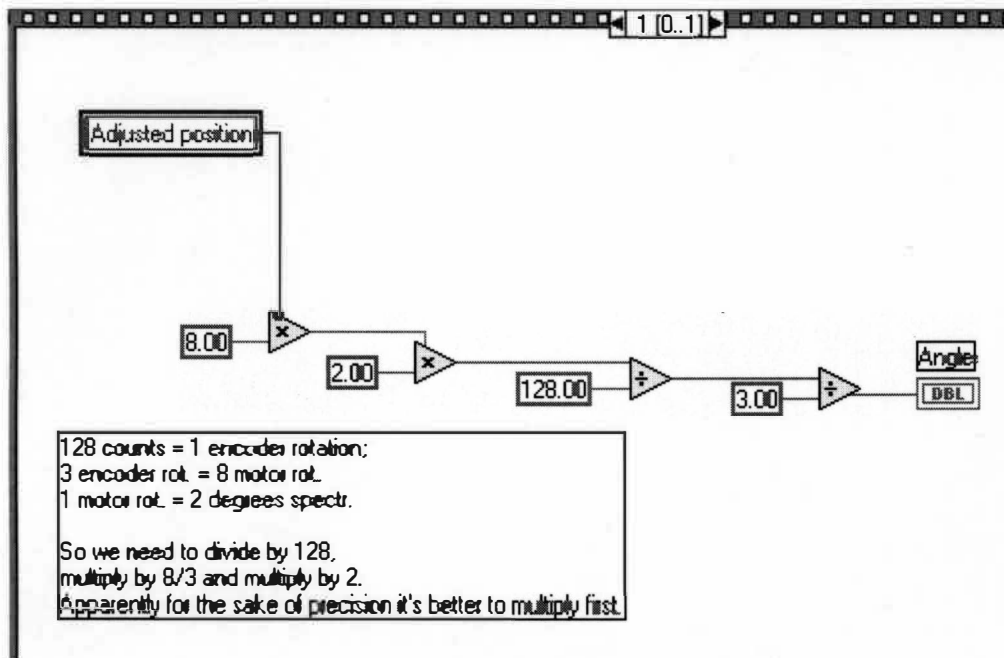 1 [0..1]
Adjusted position
8.00
×
2.00
×
128.00
÷
3.00
÷
Angle
DBL
128 counts = 1 encoder rotation;
3 encoder rot. = 8 motor rot.
1 motor rot. = 2 degrees spectr.
So we need to divide by 128,
multiply by 8/3 and multiply by 2.
Apparently for the sake of precision it's better to multiply first.